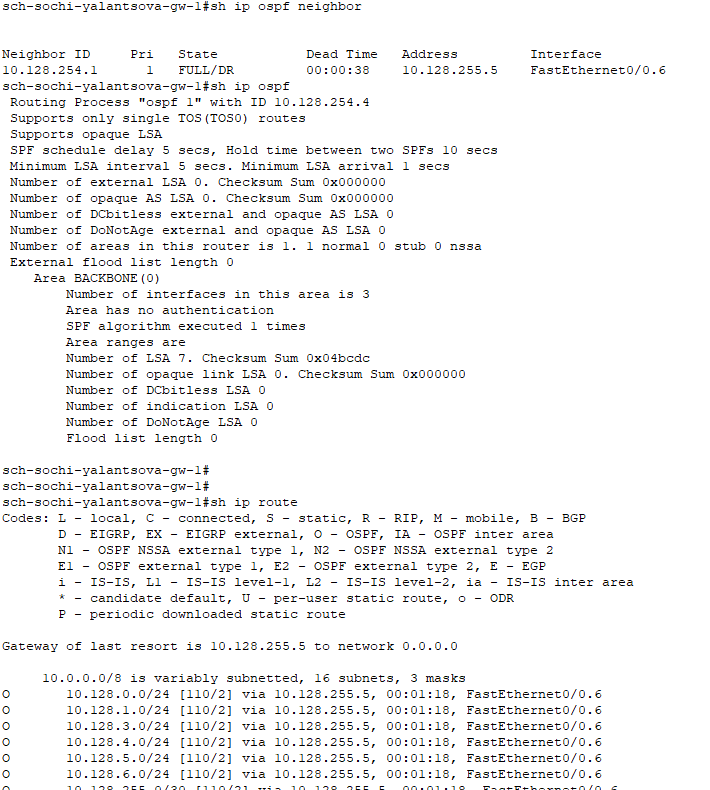 sch-sochi-yalantsova-gw-1#sh ip ospf neighbor
Neighbor ID     Pri   State           Dead Time   Address         Interface
10.128.254.1      1   FULL/DR         00:00:38    10.128.255.5    FastEthernet0/0.6
sch-sochi-yalantsova-gw-1#sh ip ospf
 Routing Process "ospf 1" with ID 10.128.254.4
 Supports only single TOS(TOS0) routes
 Supports opaque LSA
 SPF schedule delay 5 secs, Hold time between two SPFs 10 secs
 Minimum LSA interval 5 secs. Minimum LSA arrival 1 secs
 Number of external LSA 0. Checksum Sum 0x000000
 Number of opaque AS LSA 0. Checksum Sum 0x000000
 Number of DCbitless external and opaque AS LSA 0
 Number of DoNotAge external and opaque AS LSA 0
 Number of areas in this router is 1. 1 normal 0 stub 0 nssa
 External flood list length 0
    Area BACKBONE(0)
        Number of interfaces in this area is 3
        Area has no authentication
        SPF algorithm executed 1 times
        Area ranges are
        Number of LSA 7. Checksum Sum 0x04bcdc
        Number of opaque link LSA 0. Checksum Sum 0x000000
        Number of DCbitless LSA 0
        Number of indication LSA 0
        Number of DoNotAge LSA 0
        Flood list length 0
sch-sochi-yalantsova-gw-1#
sch-sochi-yalantsova-gw-1#
sch-sochi-yalantsova-gw-1#sh ip route
Codes: L - local, C - connected, S - static, R - RIP, M - mobile, B - BGP
       D - EIGRP, EX - EIGRP external, O - OSPF, IA - OSPF inter area
       N1 - OSPF NSSA external type 1, N2 - OSPF NSSA external type 2
       E1 - OSPF external type 1, E2 - OSPF external type 2, E - EGP
       i - IS-IS, L1 - IS-IS level-1, L2 - IS-IS level-2, ia - IS-IS inter area
       * - candidate default, U - per-user static route, o - ODR
       P - periodic downloaded static route
Gateway of last resort is 10.128.255.5 to network 0.0.0.0
     10.0.0.0/8 is variably subnetted, 16 subnets, 3 masks
O       10.128.0.0/24 [110/2] via 10.128.255.5, 00:01:18, FastEthernet0/0.6
O       10.128.1.0/24 [110/2] via 10.128.255.5, 00:01:18, FastEthernet0/0.6
O       10.128.3.0/24 [110/2] via 10.128.255.5, 00:01:18, FastEthernet0/0.6
O       10.128.4.0/24 [110/2] via 10.128.255.5, 00:01:18, FastEthernet0/0.6
O       10.128.5.0/24 [110/2] via 10.128.255.5, 00:01:18, FastEthernet0/0.6
O       10.128.6.0/24 [110/2] via 10.128.255.5, 00:01:18, FastEthernet0/0.6
O       10.128.255.0/30 [110/2] via 10.128.255.5, 00:01:18, FastEthernet0/0.6